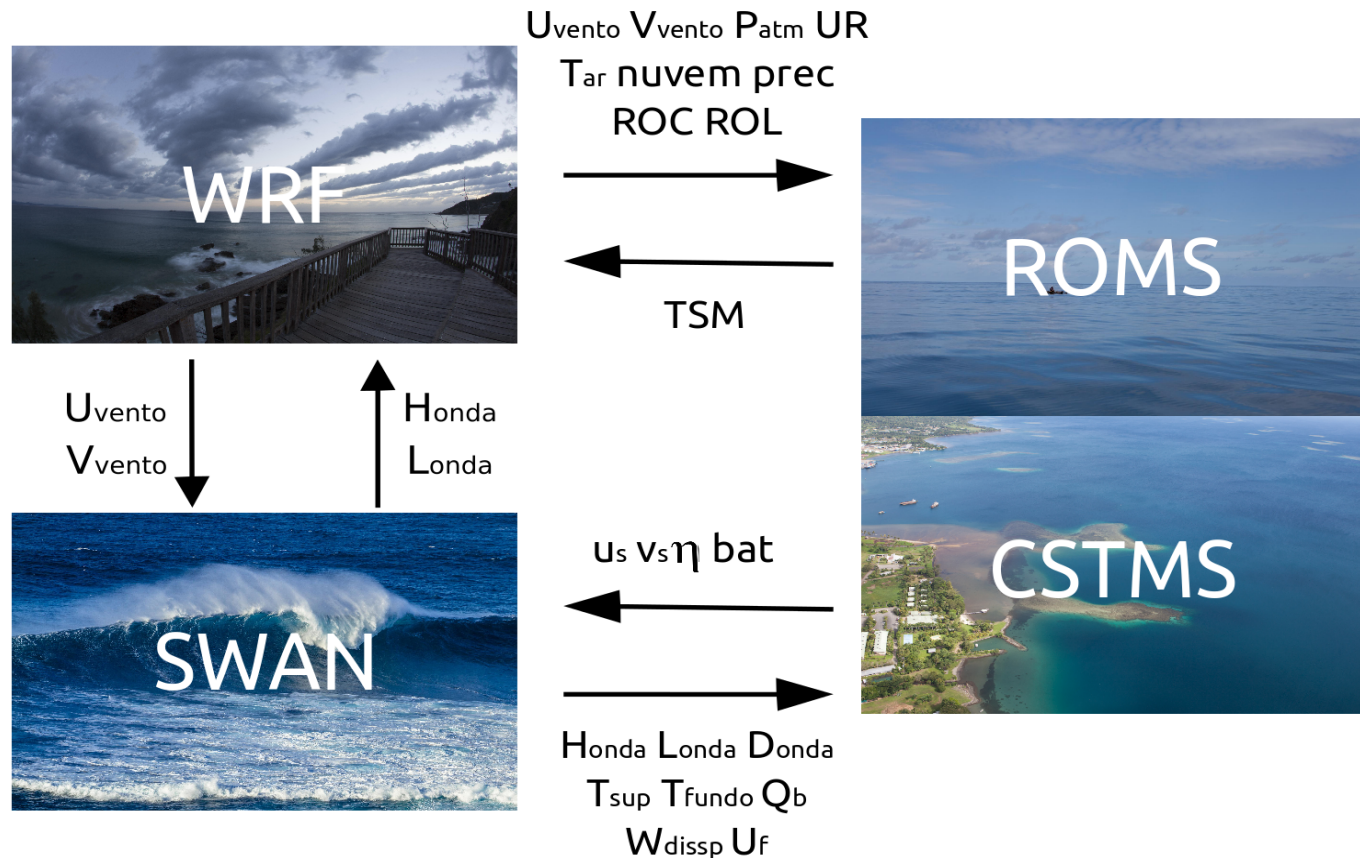 Uvento Vvento Patm UR
Tar nuvem prec
ROC ROL
WRF
ROMS
TSM
Uvento
Vvento
Honda
Londa
us vs η bat
CSTMS
SWAN
Honda Londa Donda
Tsup Tfundo Qb
Wdissp Uf